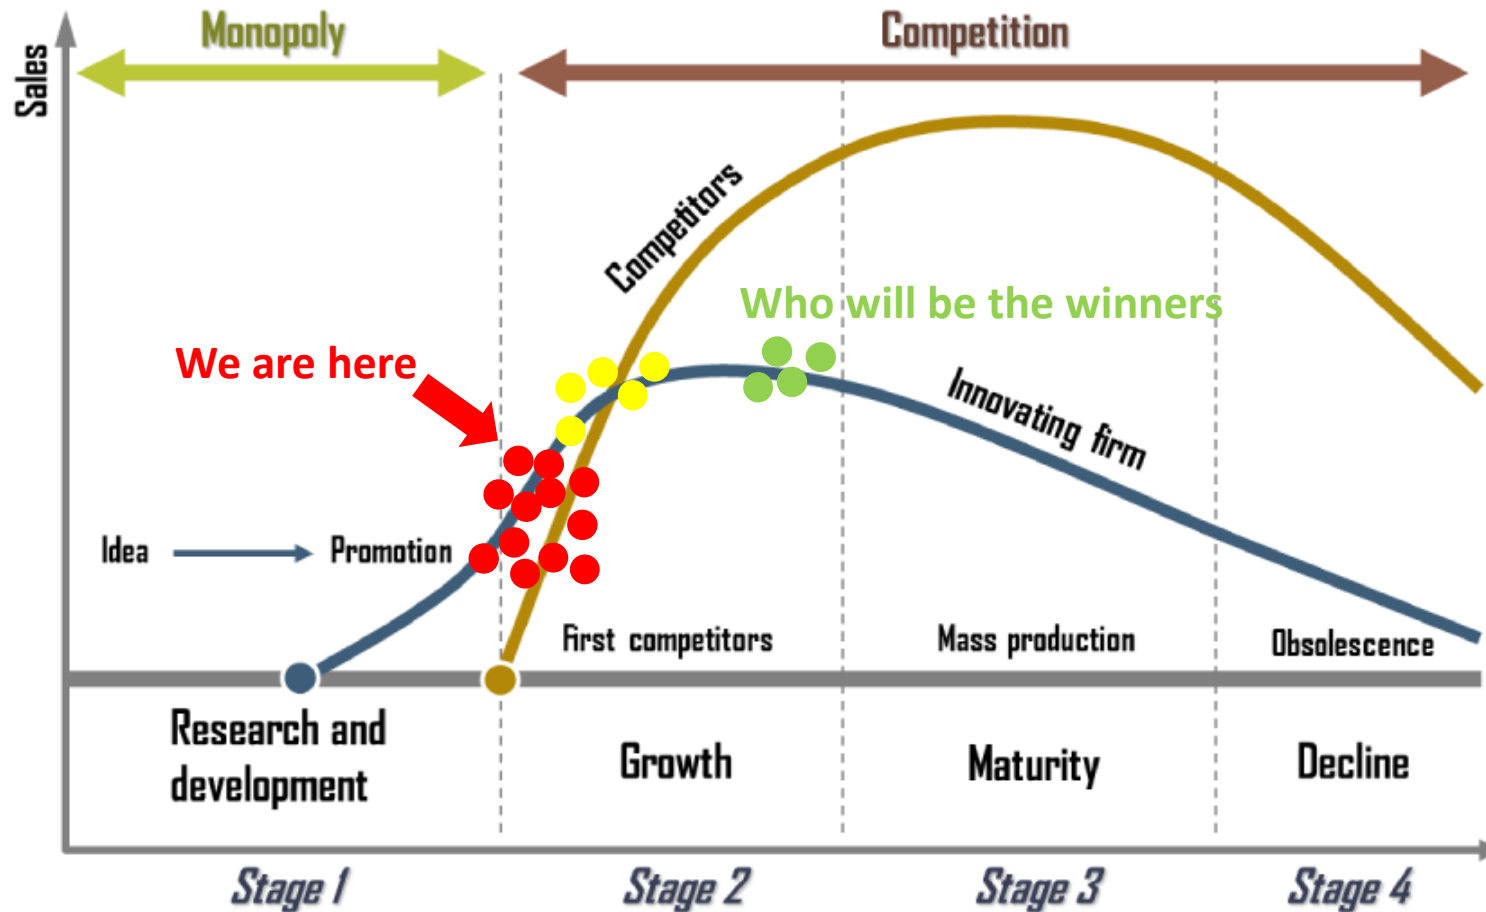 Monopoly
Competition
Sales
Competitors
Who will be the winners
We are here
Innovating firm
Idea
Promotion
First competitors
Mass production
Obsolescence
Research and
development
Growth
Maturity
Decline
Stage 1
Stage 2
Stage 3
Stage 4